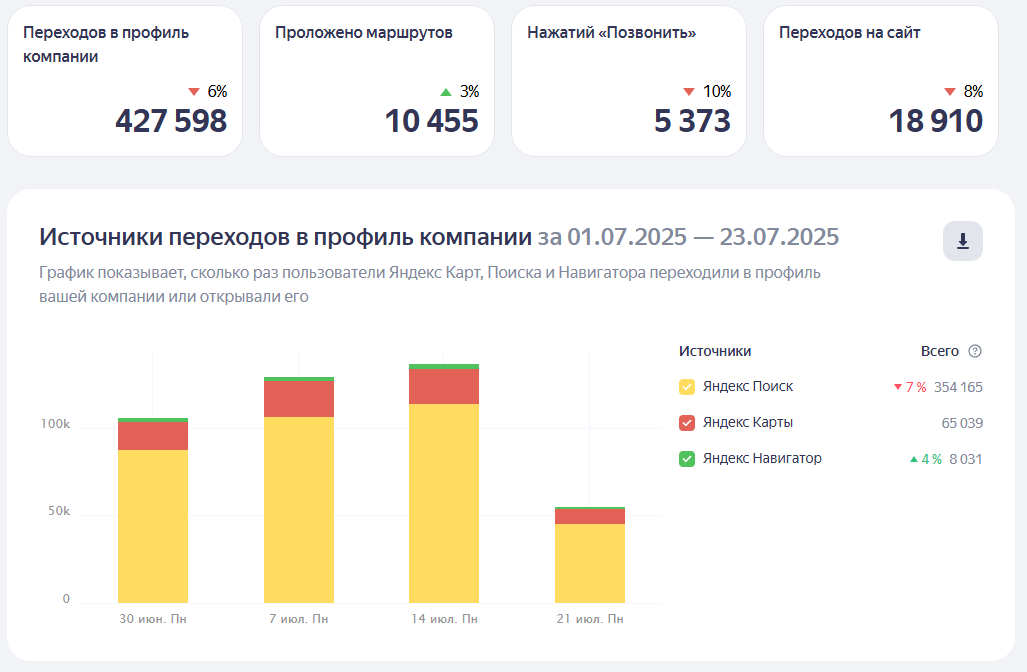 Переходов в профиль
компании
6%
427 598
Проложено маршрутов
3%
10 455
Нажатий «Позвонить»
10%
5 373
Переходов на сайт
8%
18 910
Источники переходов в профиль компании за 01.07.2025 — 23.07.2025
График показывает, сколько раз пользователи Яндекс Карт, Поиска и Навигатора переходили в профиль
вашей компании или открывали его
100k
50k
0
30 июн. Пн
7 июл. Пн
14 июл. Пн
21 июл. Пн
Источники Всего ?
Яндекс Поиск 7 % 354 165
Яндекс Карты 65 039
Яндекс Навигатор 4 % 8 031